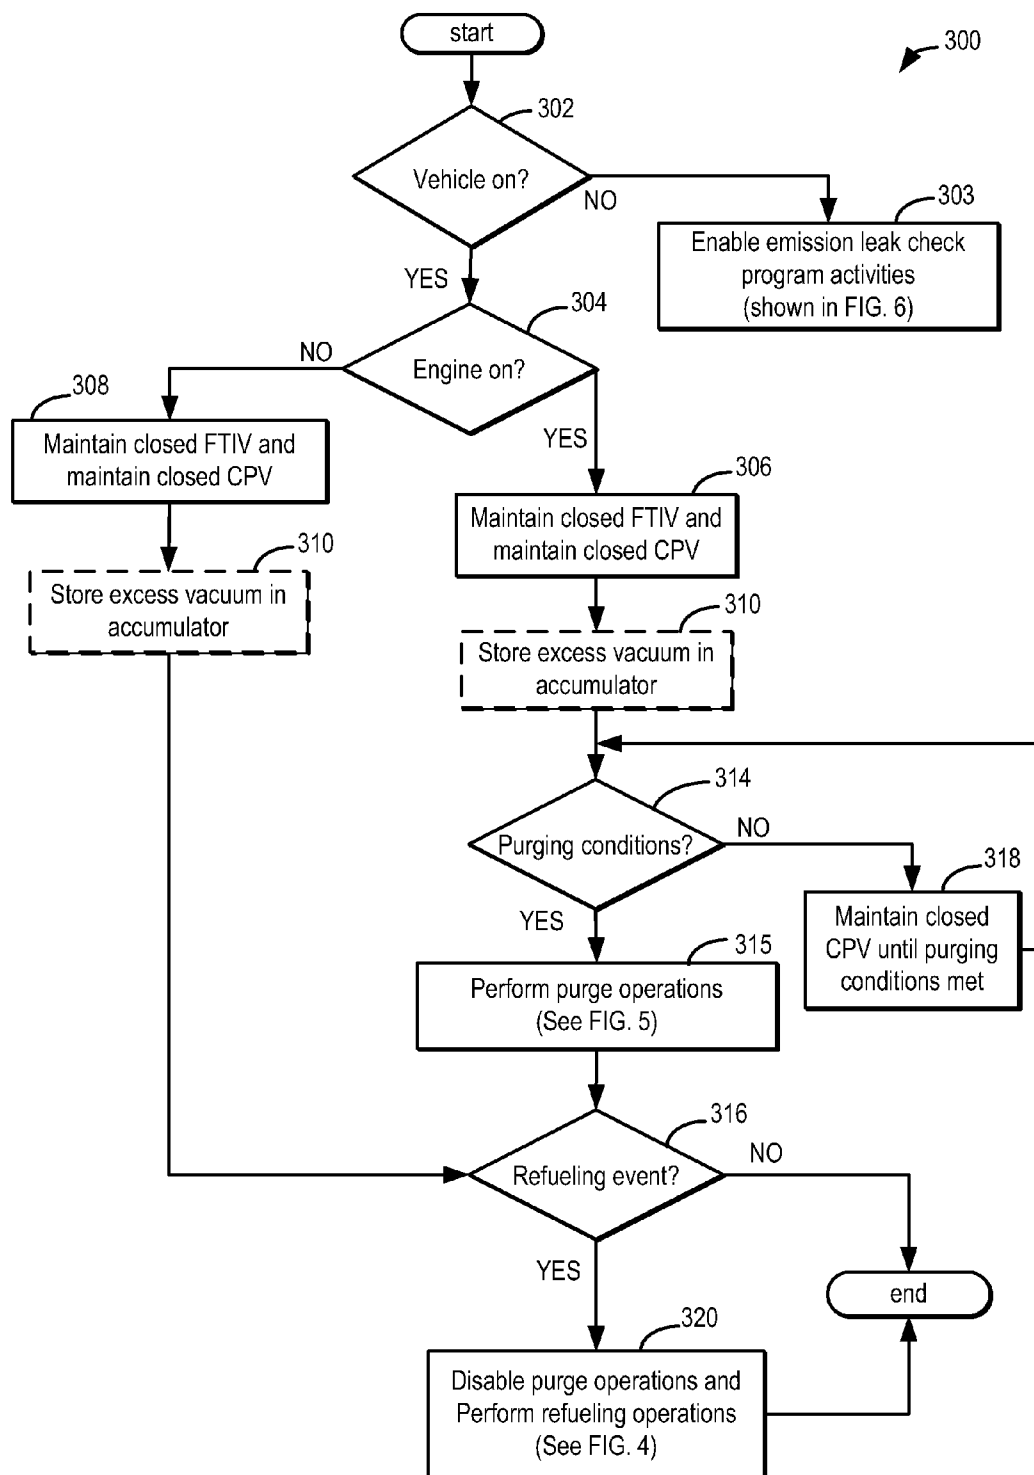 start
300
302
Vehicle on?
NO
303
Enable emission leak check
program activities
(shown in FIG. 6)
YES
304
Engine on?
NO
308
Maintain closed FTIV and
maintain closed CPV
YES
306
Maintain closed FTIV and
maintain closed CPV
310
Store excess vacuum in
accumulator
310
Store excess vacuum in
accumulator
314
Purging conditions?
NO
318
Maintain closed
CPV until purging
conditions met
YES
315
Perform purge operations
(See FIG. 5)
316
Refueling event?
NO
YES
end
320
Disable purge operations and
Perform refueling operations
(See FIG. 4)